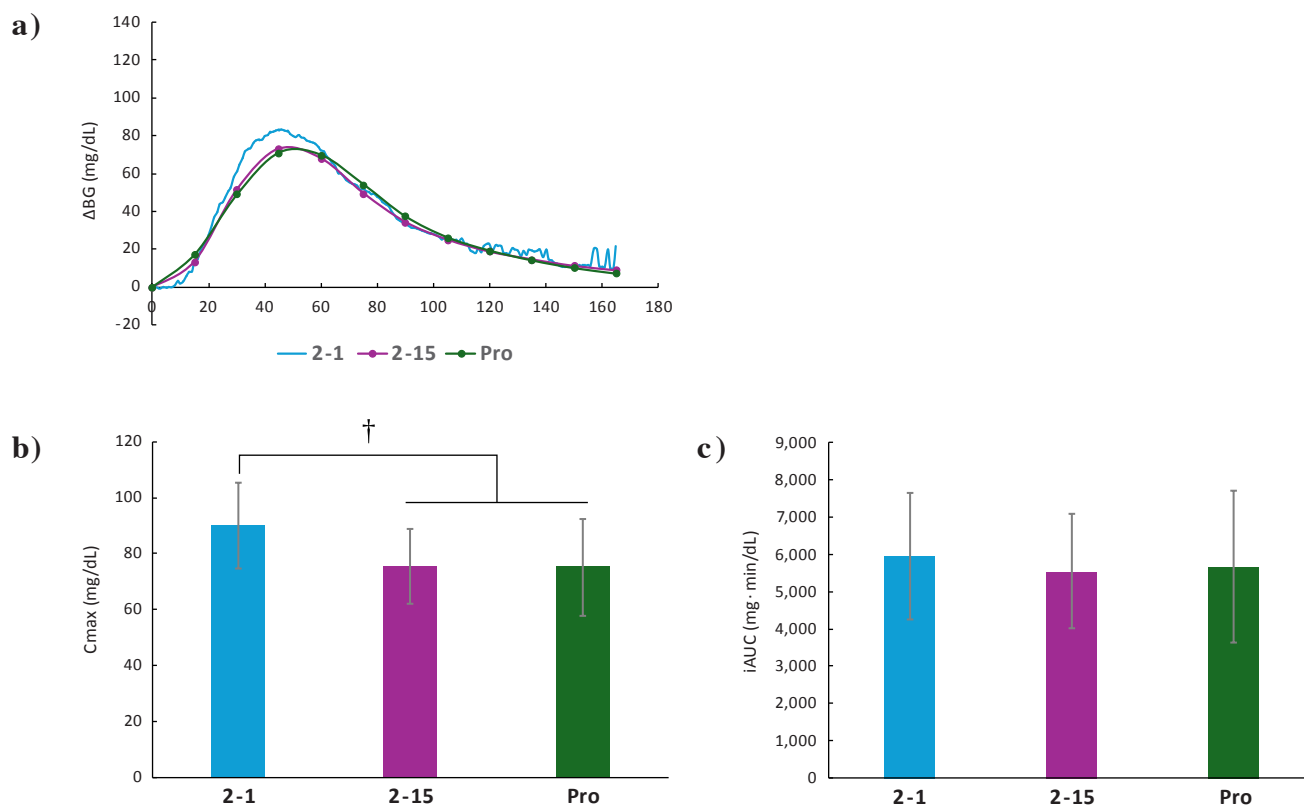 a)
140
120
100
80
60
40
20
0
-20
ΔBG (mg/dL)
0 20 40 60 80 100 120 140 160 180
2-1 2-15 Pro
b)
†
120
100
80
60
40
20
0
Cmax (mg/dL)
2-1 2-15 Pro
c)
9,000
8,000
7,000
6,000
5,000
4,000
3,000
2,000
1,000
0
iAUC (mg· min/dL)
2-1 2-15 Pro